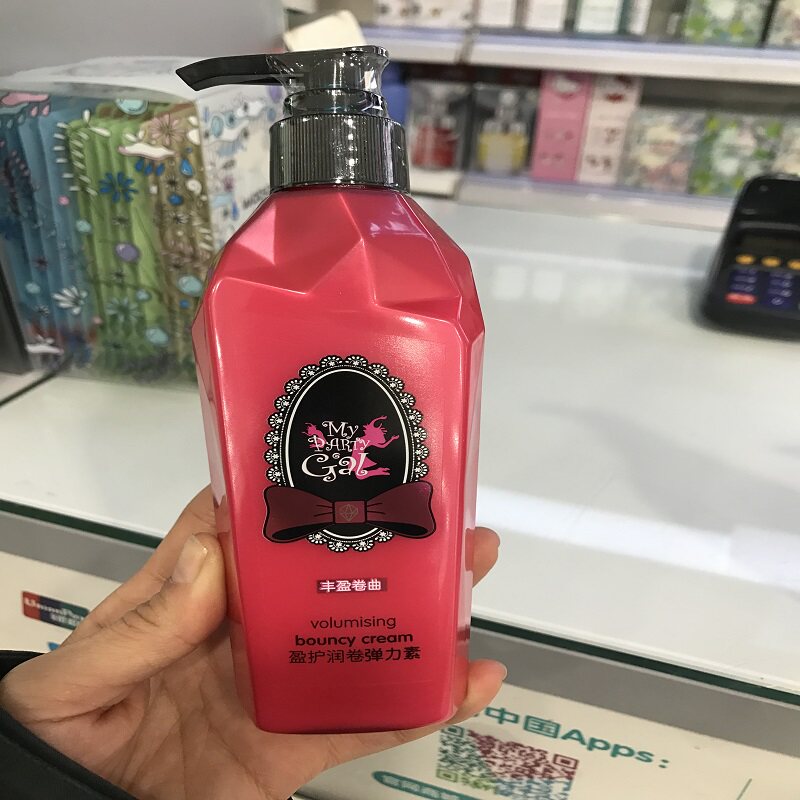 My
PARTY
Gal
丰盈卷曲
volumising
bouncy cream
盈护润卷弹力素
中国Apps: